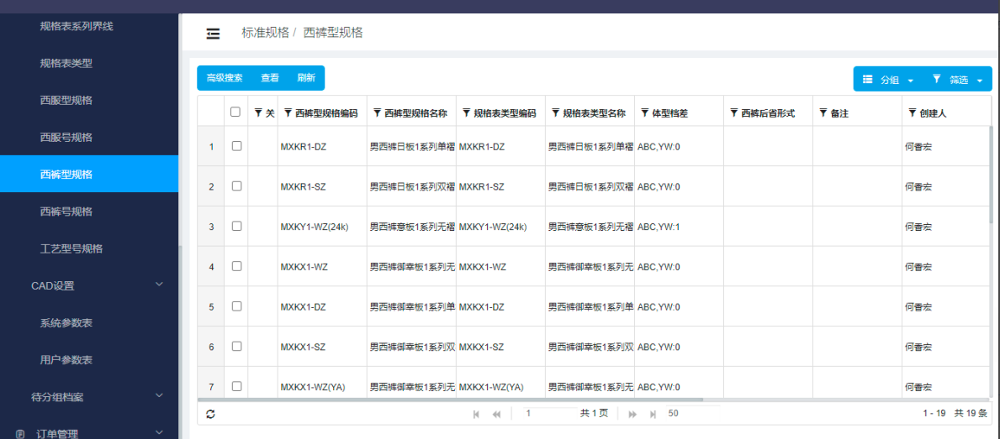 规格表系列界线
规格表类型
西服型规格
西服号规格
西裤型规格
西裤号规格
工艺型号规格
CAD设置
系统参数表
用户参数表
待分组档案
订单管理
标准规格 / 西裤型规格
高级搜索 查看 刷新
分组 筛选
关 西裤型规格编码 西裤型规格名称 规格表类型编码 规格表类型名称 体型档差 西裤后省形式 备注 创建人
1 MXKR1-DZ 男西裤日板1系列单褶 MXKR1-DZ 男西裤日板1系列单褶 ABC,YW:0 何香宏
2 MXKR1-SZ 男西裤日板1系列双褶 MXKR1-SZ 男西裤日板1系列双褶 ABC,YW:0 何香宏
3 MXKY1-WZ(24k) 男西裤意板1系列无褶 MXKY1-WZ(24k) 男西裤意板1系列无褶 ABC,YW:1 何香宏
4 MXKX1-WZ 男西裤御幸板1系列无 MXKX1-WZ 男西裤御幸板1系列无 ABC,YW:0 何香宏
5 MXKX1-DZ 男西裤御幸板1系列单 MXKX1-DZ 男西裤御幸板1系列单 ABC,YW:0 何香宏
6 MXKX1-SZ 男西裤御幸板1系列双 MXKX1-SZ 男西裤御幸板1系列双 ABC,YW:0 何香宏
7 MXKX1-WZ(YA) 男西裤御幸板1系列无 MXKX1-WZ(YA) 男西裤御幸板1系列无 ABC,YW:0 何香宏
1 共 1 页 50 1 - 19 共 19 条